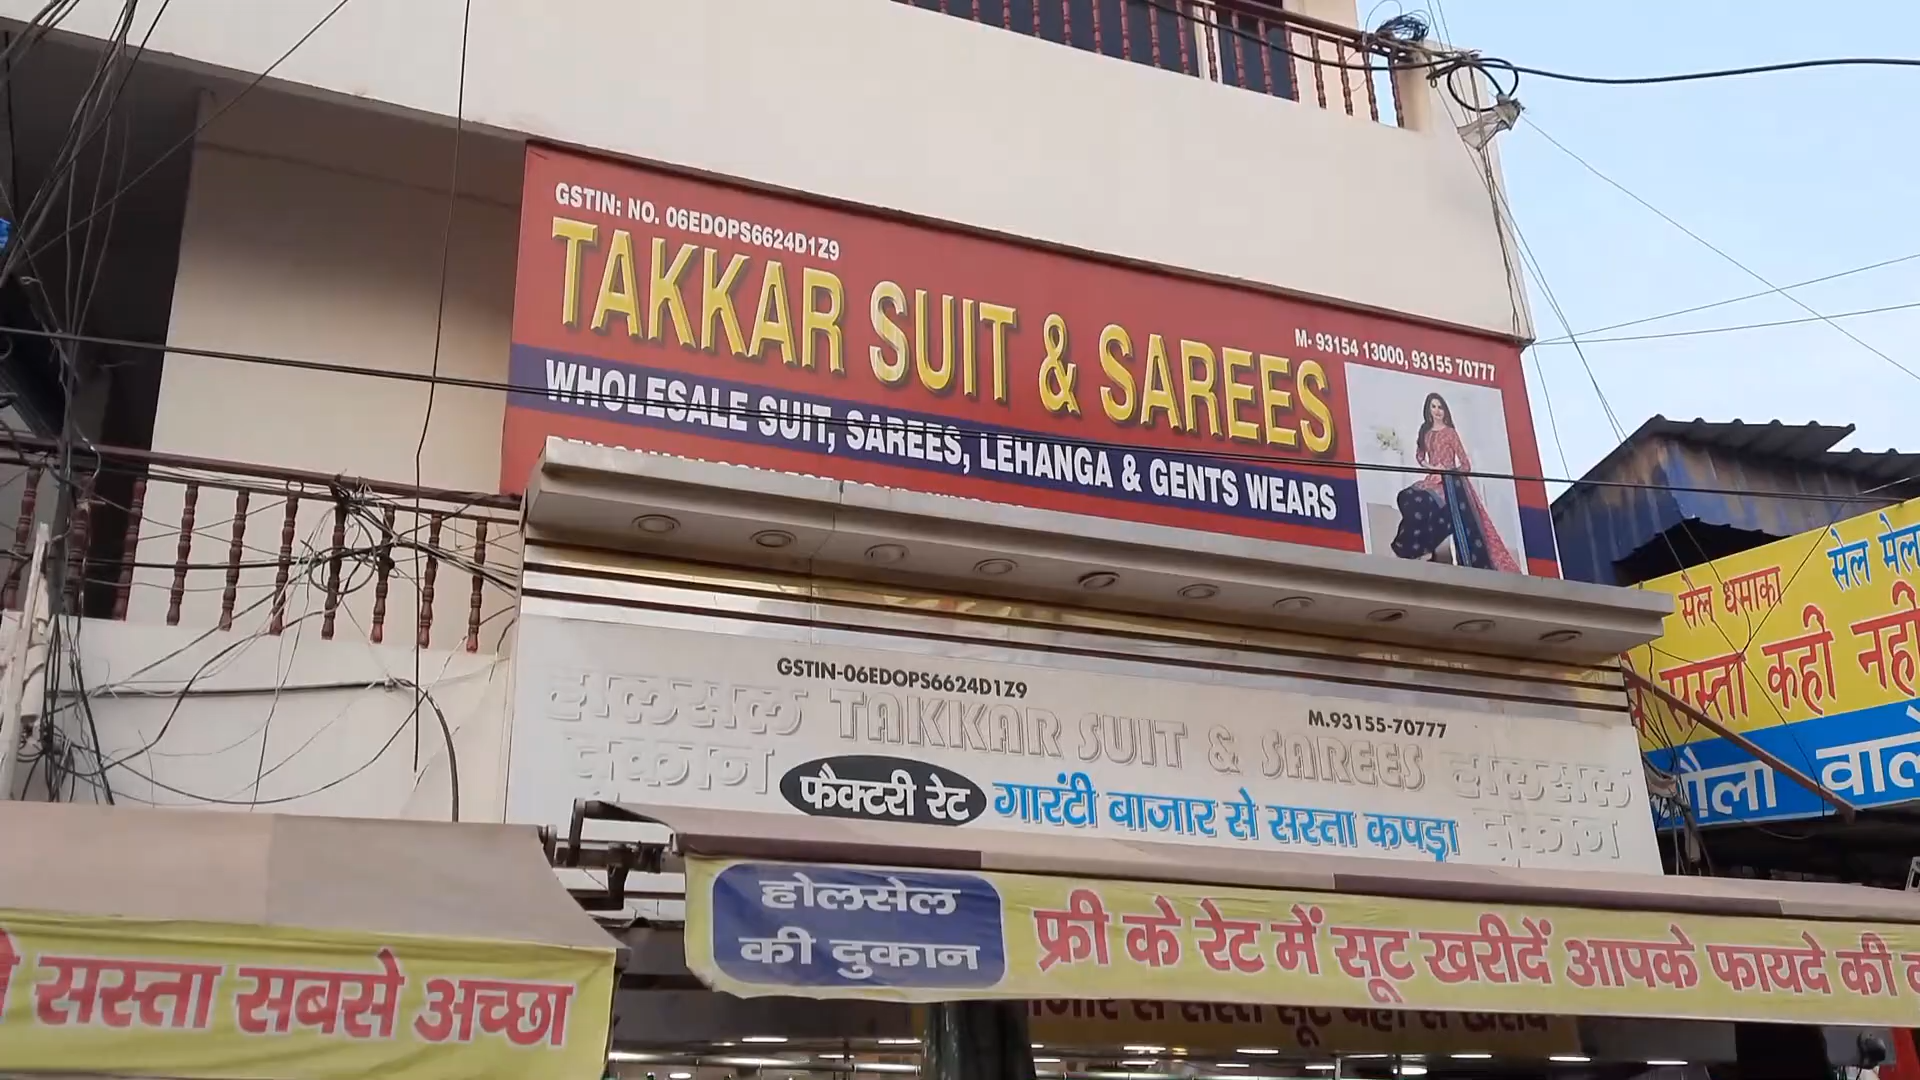 GSTIN: NO. 06EDOPS6624D1Z9
TAKKAR SUIT & SAREES
M- 93154 13000, 93155 70777
WHOLESALE SUIT, SAREES, LEHANGA & GENTS WEARS
GSTIN-06EDOPS6624D1Z9
M.93155-70777
होलसेल TAKKAR SUIT & SAREES होलसेल
दुकान फैक्टरी रेट गारंटी बाजार से सस्ता कपड़ा दुकान
सेल धमाका
सेल मेल
सस्ता कही नही
मौला वाले
होलसेल
की दुकान
फ्री के रेट में सूट खरीदें आपके फायदे की
सस्ता सबसे अच्छा